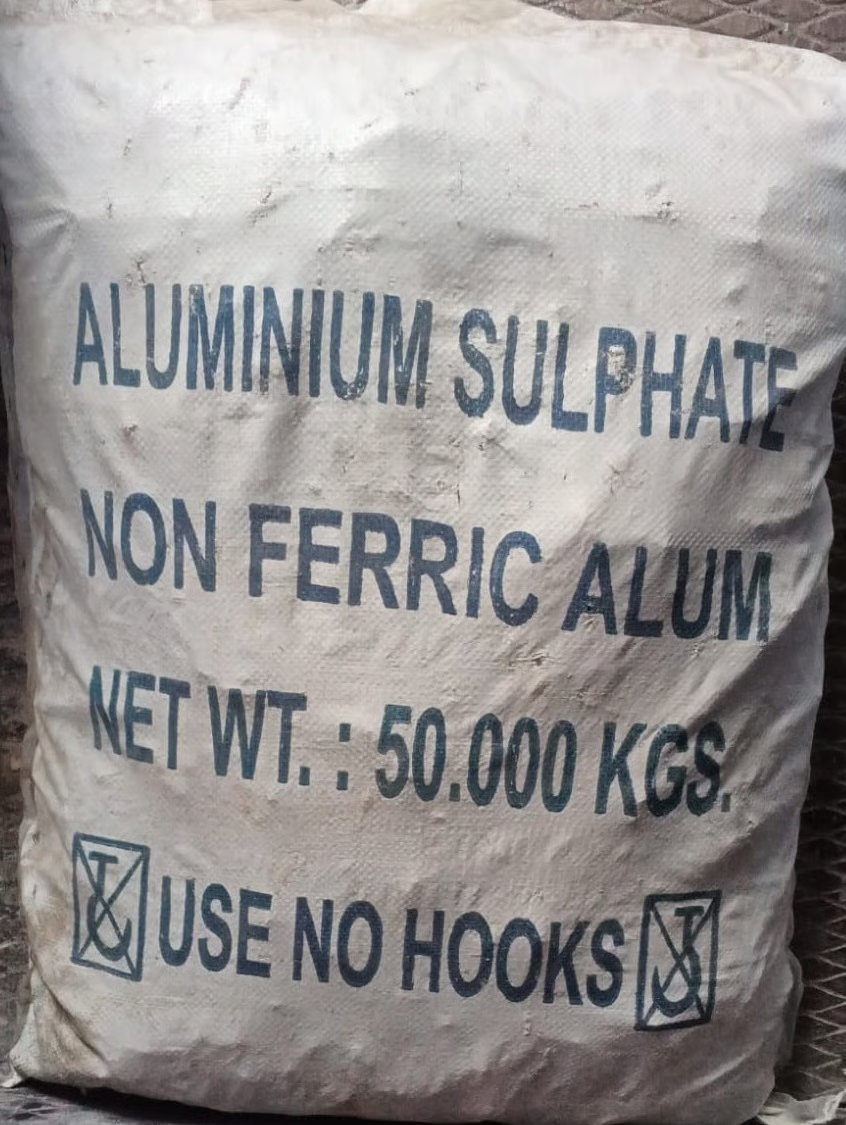 ALUMINIUM SULPHATE
NON FERRIC ALUM
NET WT. : 50.000 KGS.
USE NO HOOKS